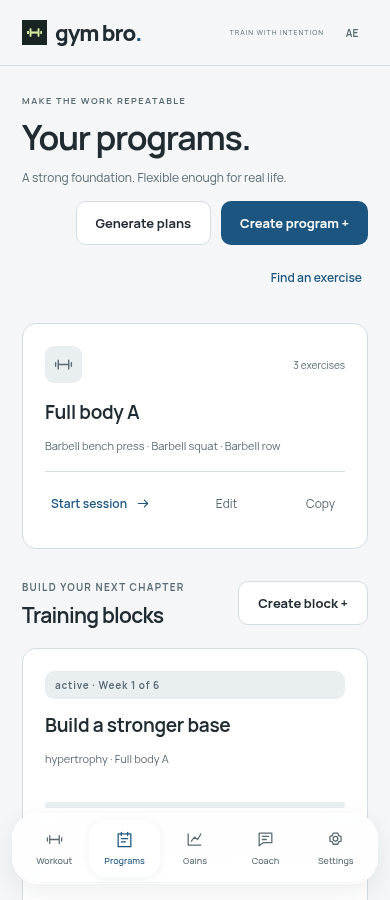 gym bro.
TRAIN WITH INTENTION
AE
MAKE THE WORK REPEATABLE
Your programs.
A strong foundation. Flexible enough for real life.
Generate plans
Create program +
Find an exercise
3 exercises
Full body A
Barbell bench press · Barbell squat · Barbell row
Start session →
Edit
Copy
BUILD YOUR NEXT CHAPTER
Training blocks
Create block +
active · Week 1 of 6
Build a stronger base
hypertrophy · Full body A
Workout
Programs
Gains
Coach
Settings